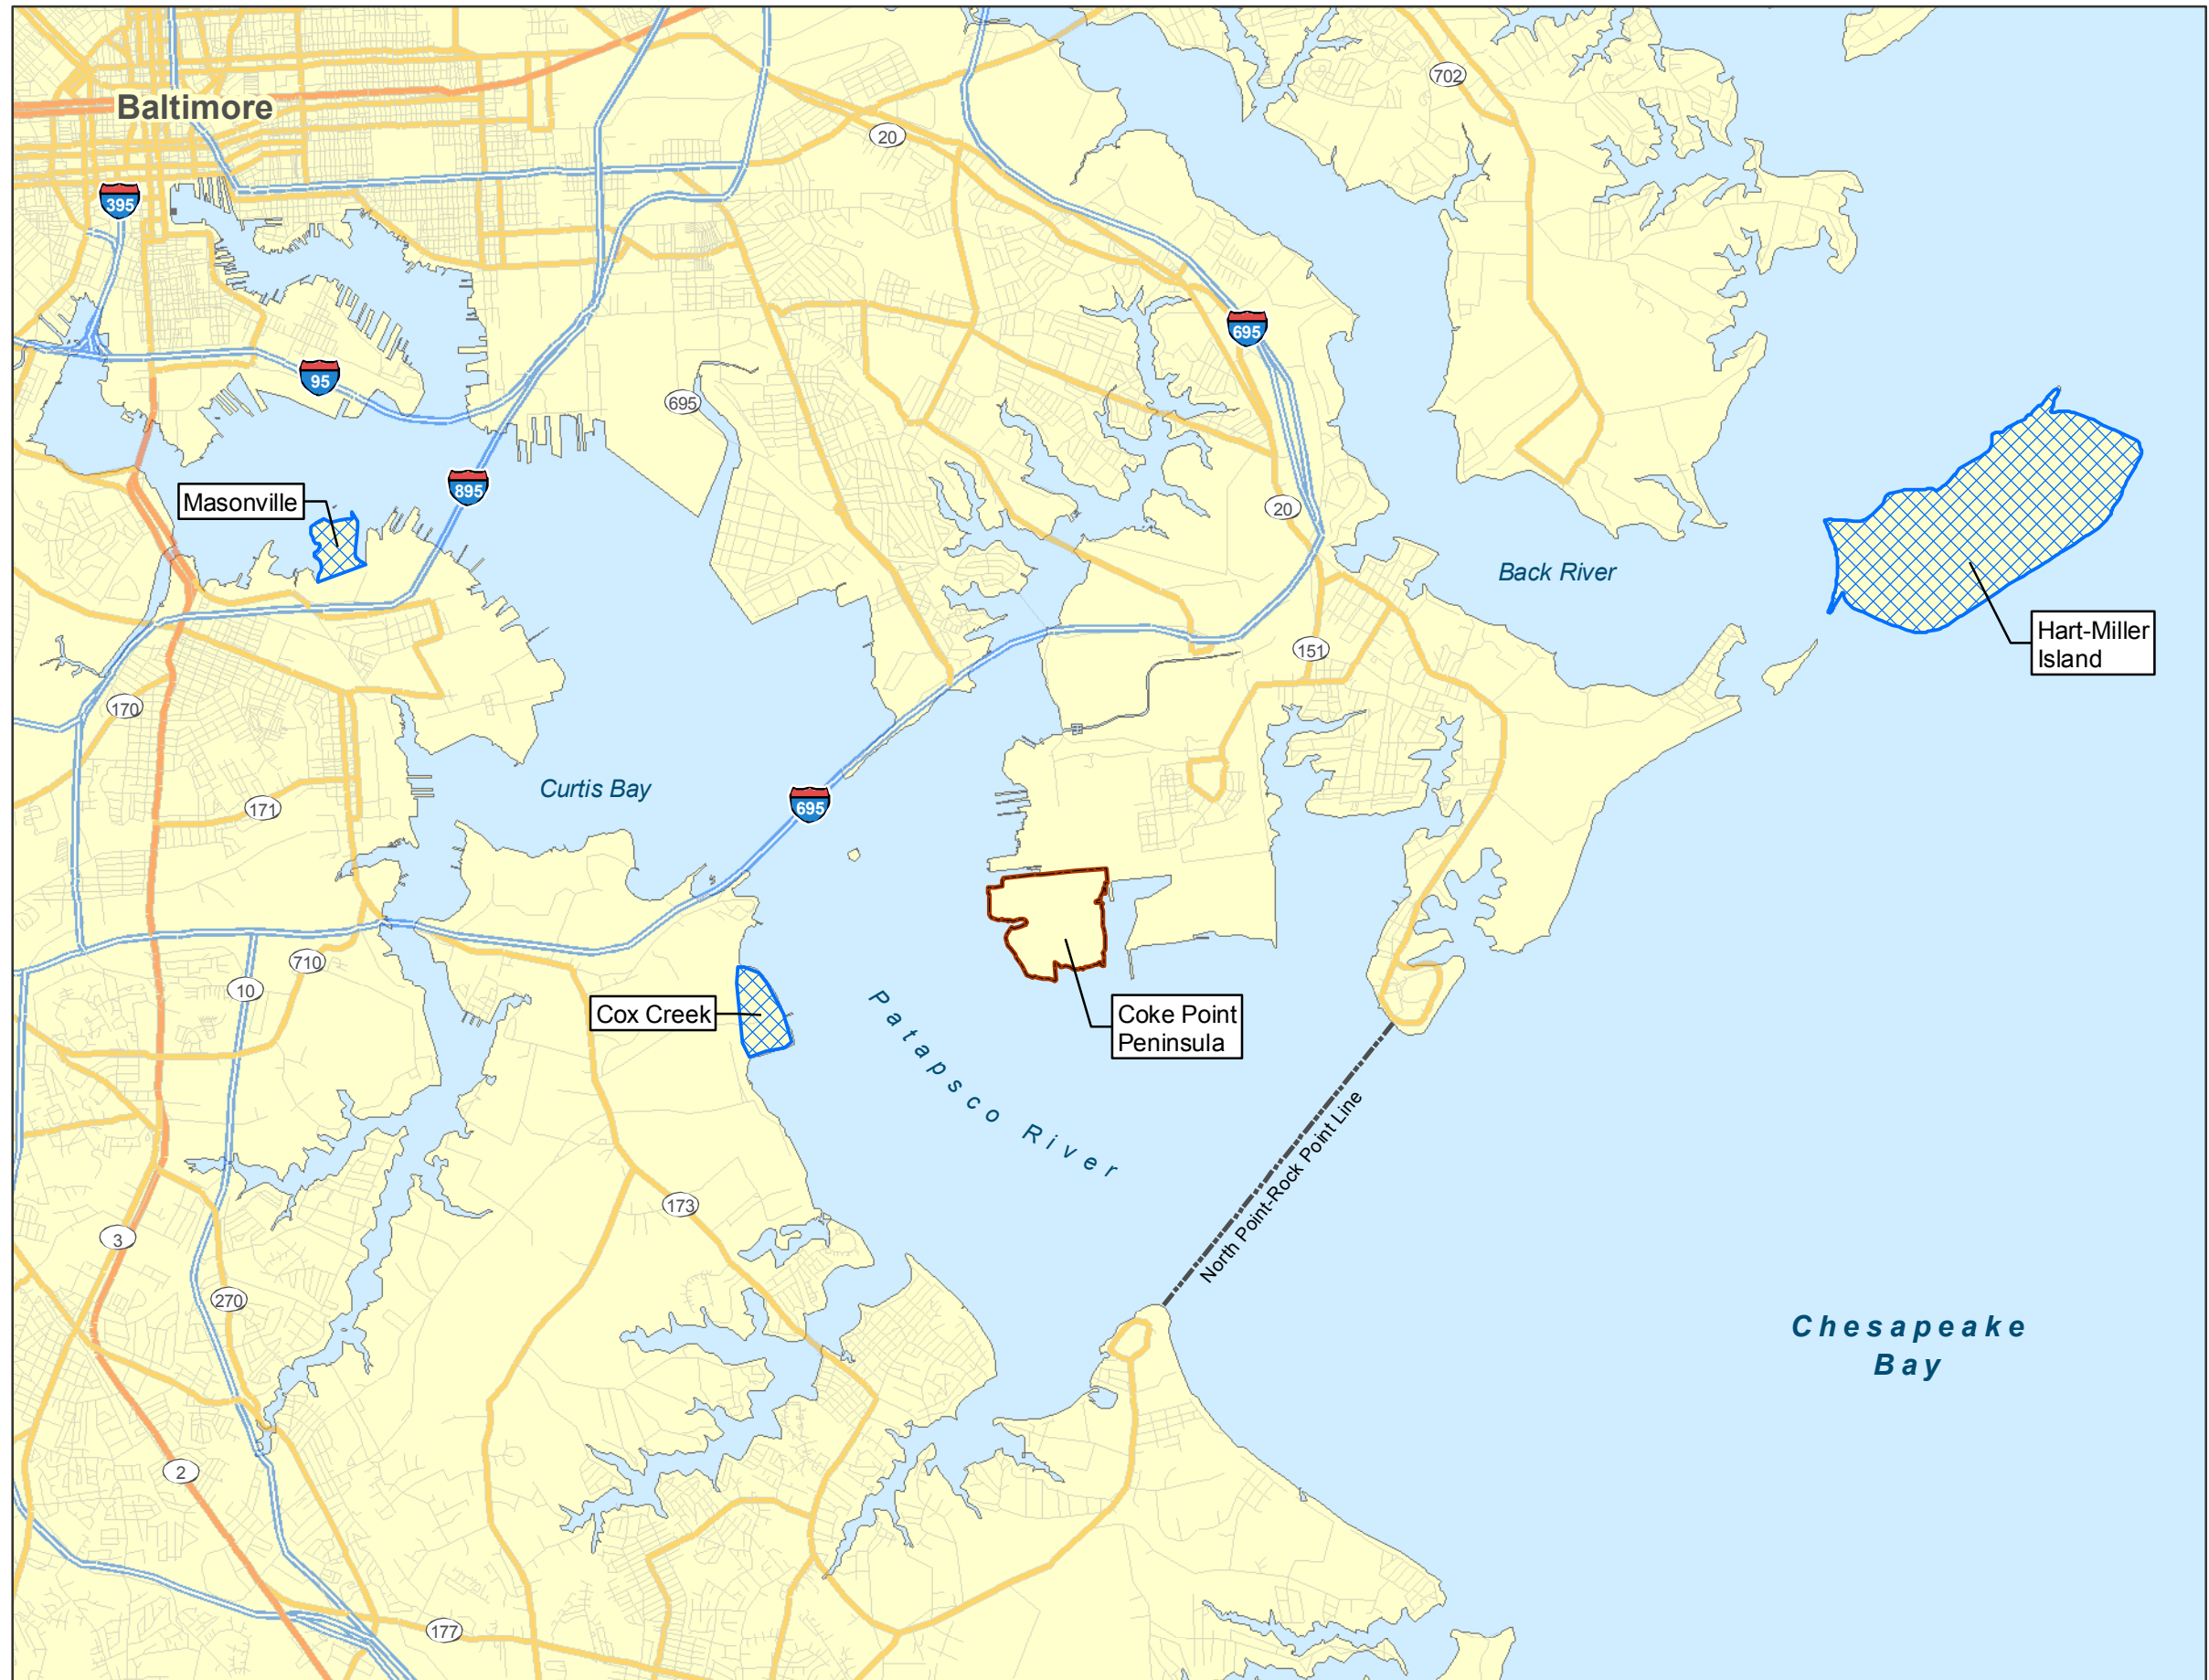 702
Baltimore
20
395
695
95
695
Masonville
895
20
Back River
Hart-Miller
Island
151
170
Curtis Bay
171
695
710
10
Cox Creek
Coke Point
Peninsula
Patapsco River
North Point-Rock Point Line
173
3
270
Chesapeake
Bay
2
177